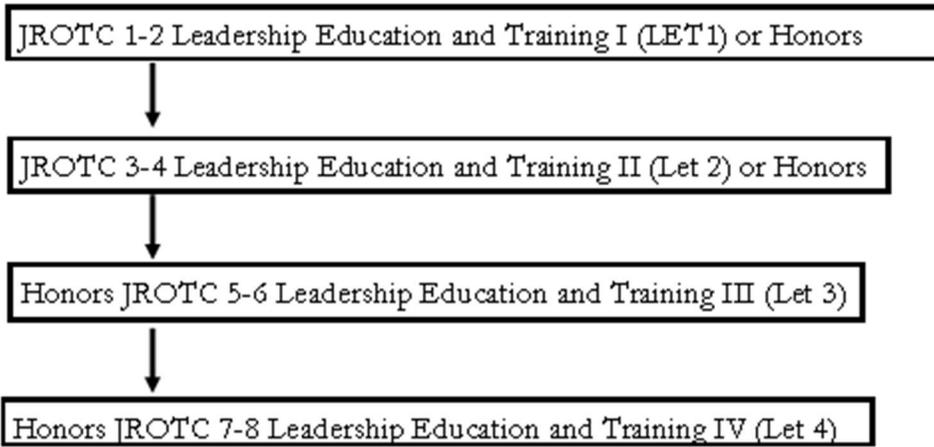 JROTC 1-2 Leadership Education and Training I (LET1) or Honors
JROTC 3-4 Leadership Education and Training II (Let 2) or Honors
Honors JROTC 5-6 Leadership Education and Training III (Let 3)
Honors JROTC 7-8 Leadership Education and Training IV (Let 4)